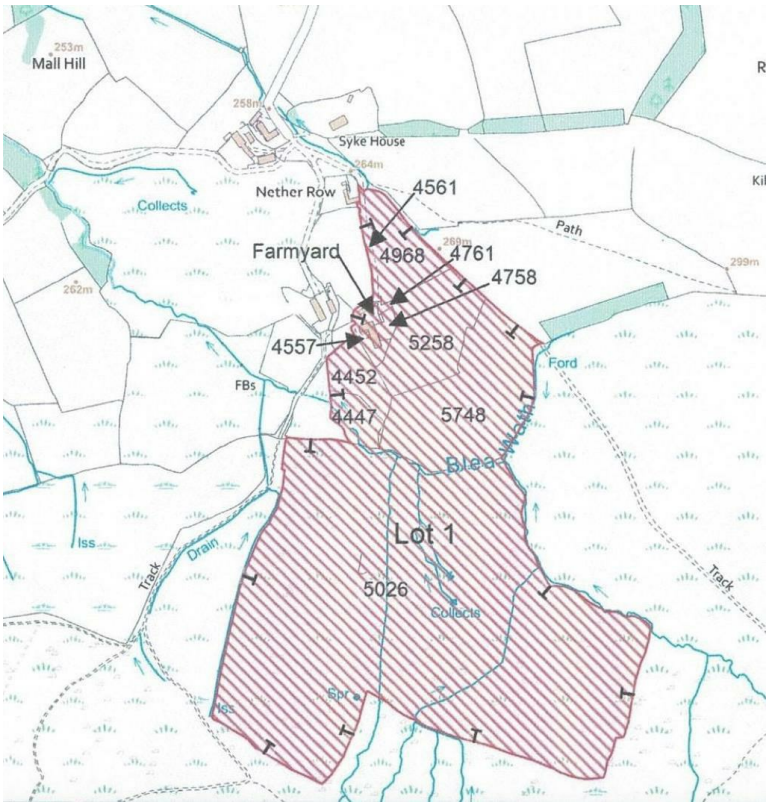 253m
Mall Hill
R
258m
Syke House
264m
Nether Row
4561
Kil
Collects
Path
Farmyard
4968
269m
4761
299m
4758
262m
4557
5258
Ford
FBs
4452
4447
5748
Blea Wath
Lot 1
Iss
Drain
Track
5026
Collects
Track
Spr
Iss